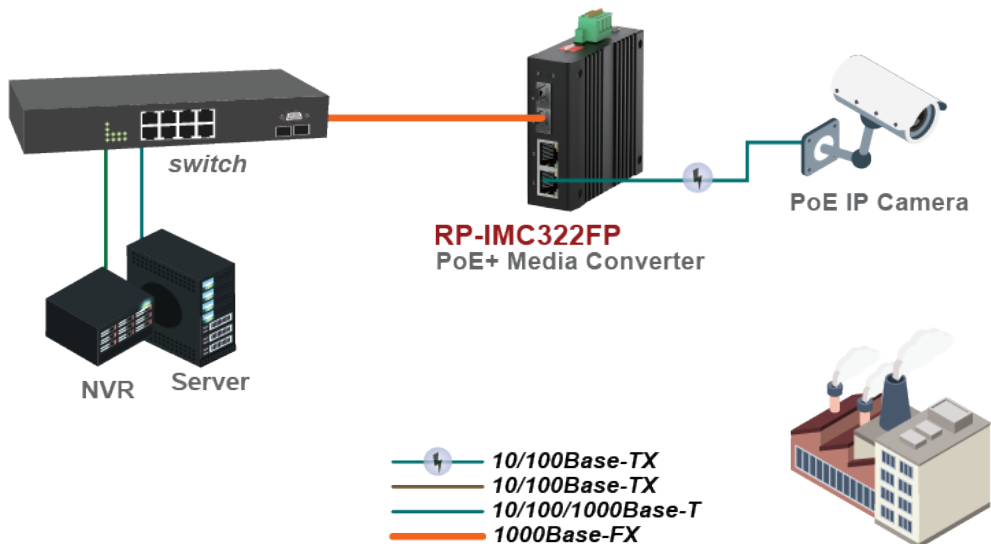 switch
PoE IP Camera
RP-IMC322FP
PoE+ Media Converter
NVR
Server
10/100Base-TX
10/100Base-TX
10/100/1000Base-T
1000Base-FX